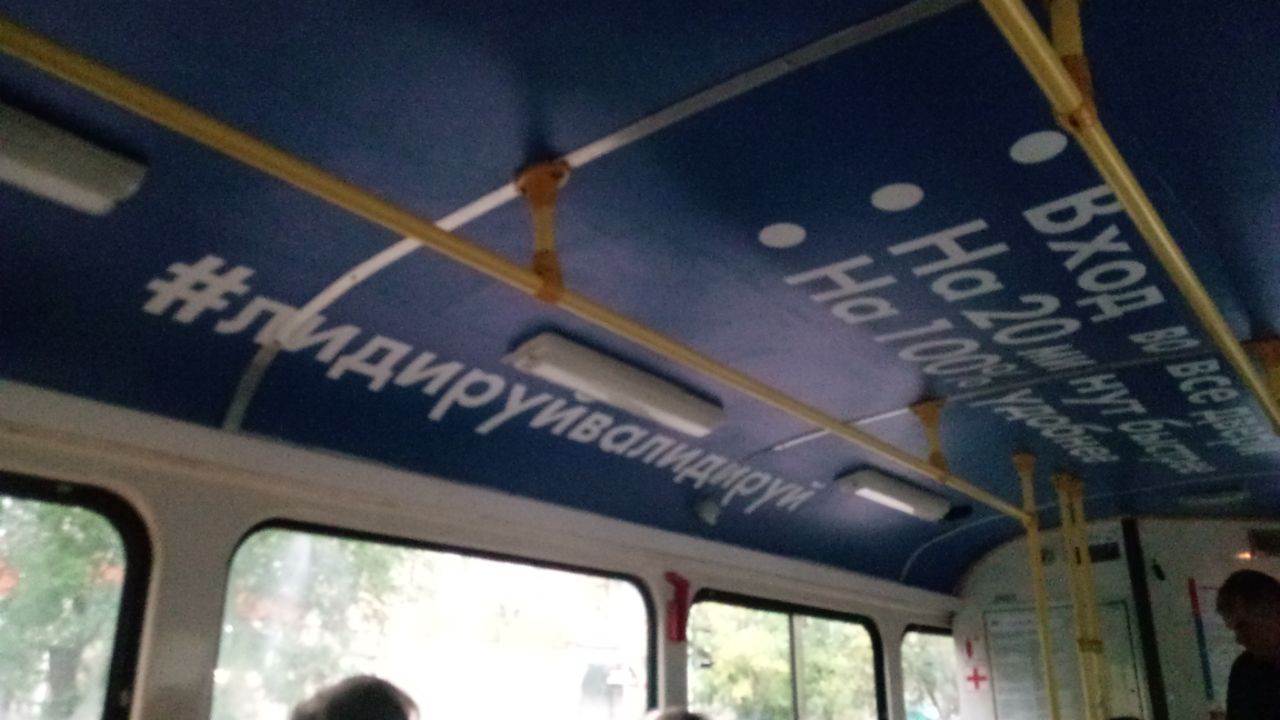 #лидируйвалидируй
Вход во все двери
На 20 минут быстрее
На 100% удобнее